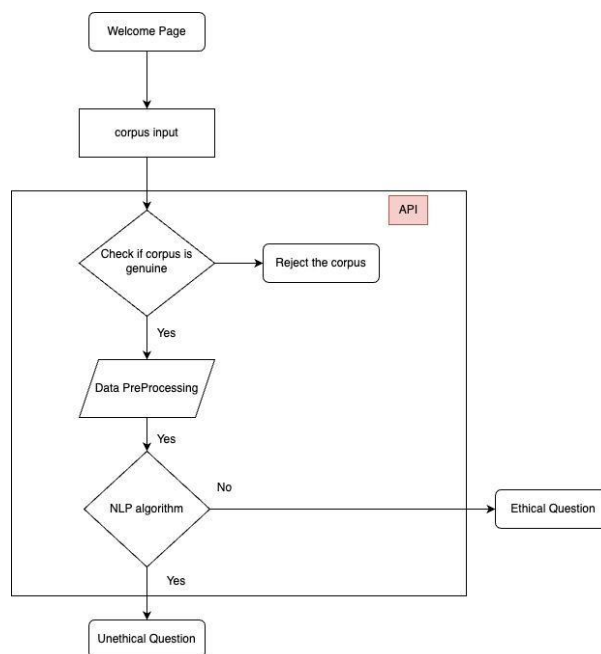 Welcome Page
corpus input
API
Check if corpus is
genuine
Reject the corpus
Yes
Data PreProcessing
Yes
No
NLP algorithm
Ethical Question
Yes
Unethical Question